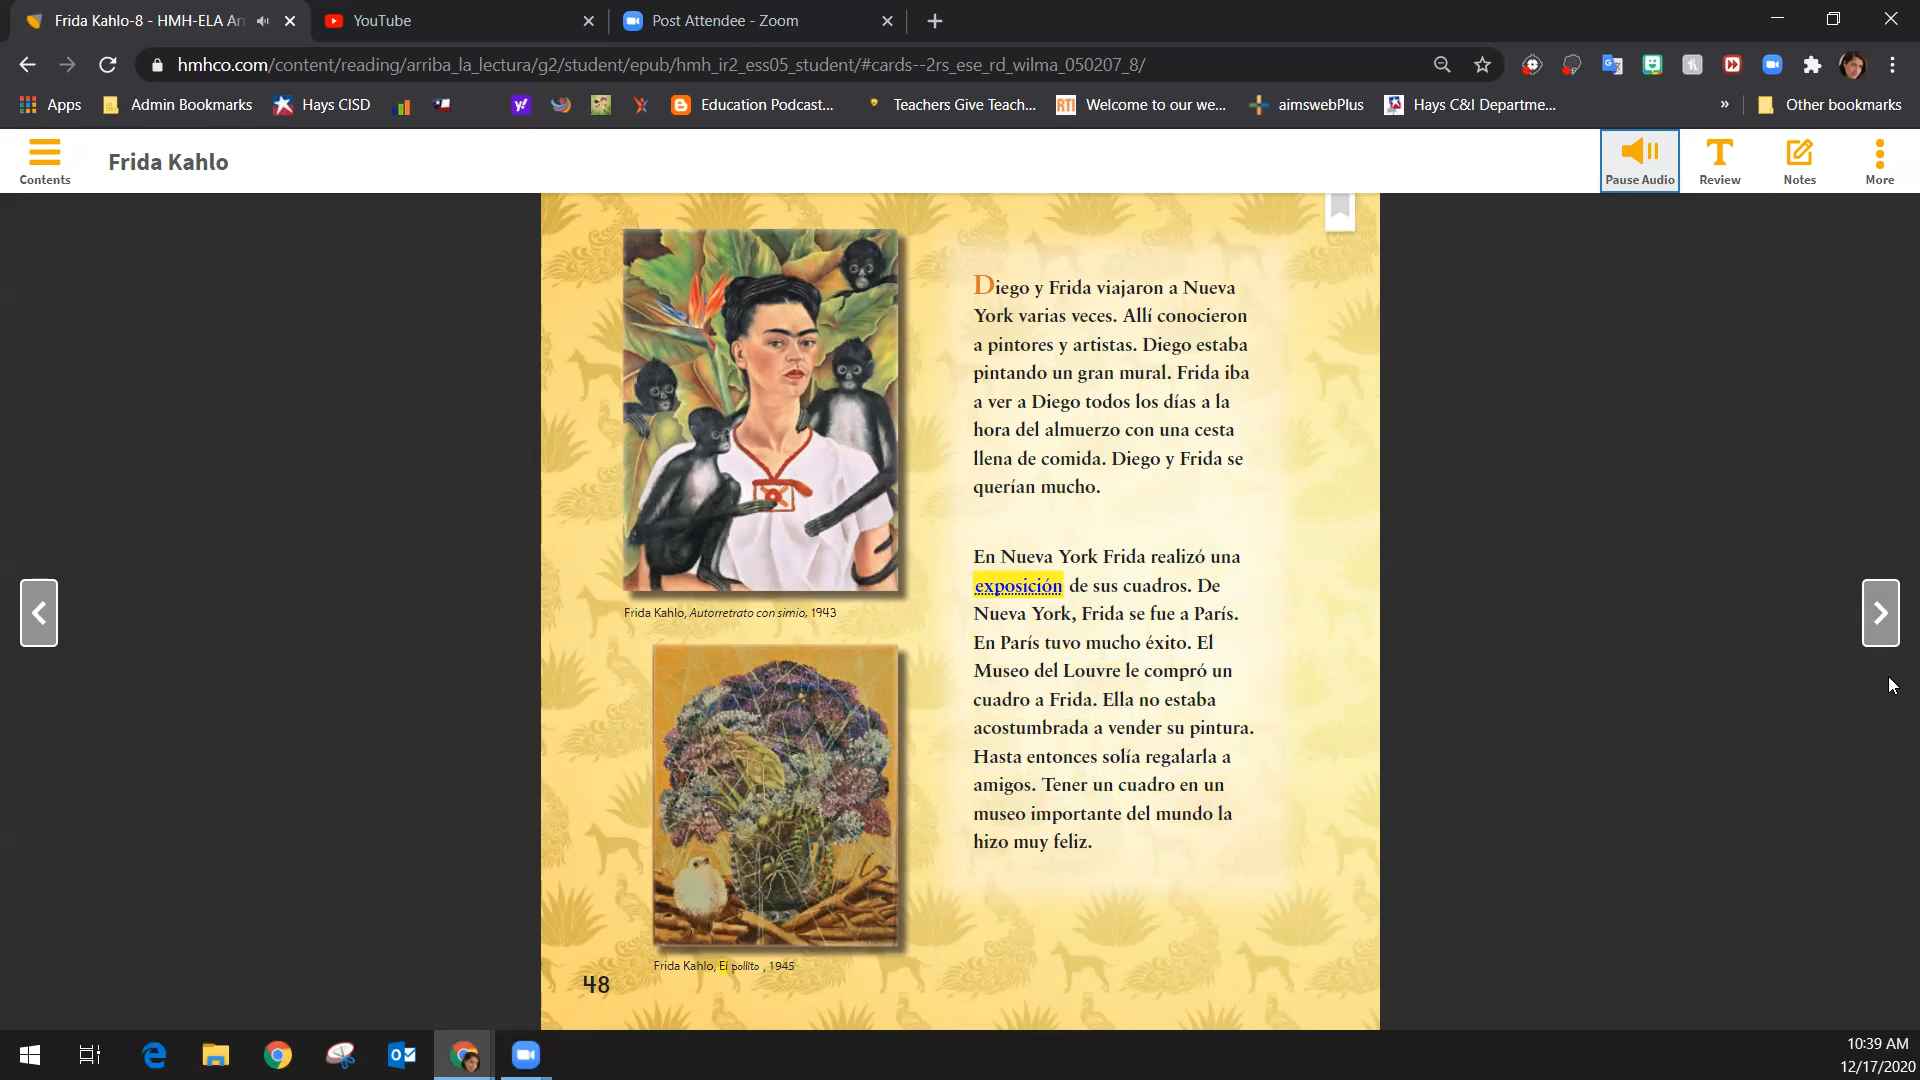 Frida Kahlo-8 - HMH-ELA Arr
YouTube
Post Attendee - Zoom
hmhco.com/content/reading/arriba_la_lectura/g2/student/epub/hmh_ir2_ess05_student/#cards--2rs_ese_rd_wilma_050207_8/
Apps
Admin Bookmarks
Hays CISD
Education Podcast...
Teachers Give Teach...
RTI
Welcome to our we...
aimswebPlus
Hays C&I Departme...
»
Other bookmarks
Contents
Frida Kahlo
Pause Audio
Review
Notes
More
Diego y Frida viajaron a Nueva
York varias veces. Allí conocieron
a pintores y artistas. Diego estaba
pintando un gran mural. Frida iba
a ver a Diego todos los días a la
hora del almuerzo con una cesta
llena de comida. Diego y Frida se
querían mucho.
En Nueva York Frida realizó una
exposición de sus cuadros. De
Nueva York, Frida se fue a París.
En París tuvo mucho éxito. El
Museo del Louvre le compró un
cuadro a Frida. Ella no estaba
acostumbrada a vender su pintura.
Hasta entonces solía regalarla a
amigos. Tener un cuadro en un
museo importante del mundo la
hizo muy feliz.
Frida Kahlo, Autorretrato con simio, 1943
Frida Kahlo, El pollito , 1945
48
10:39 AM
12/17/2020